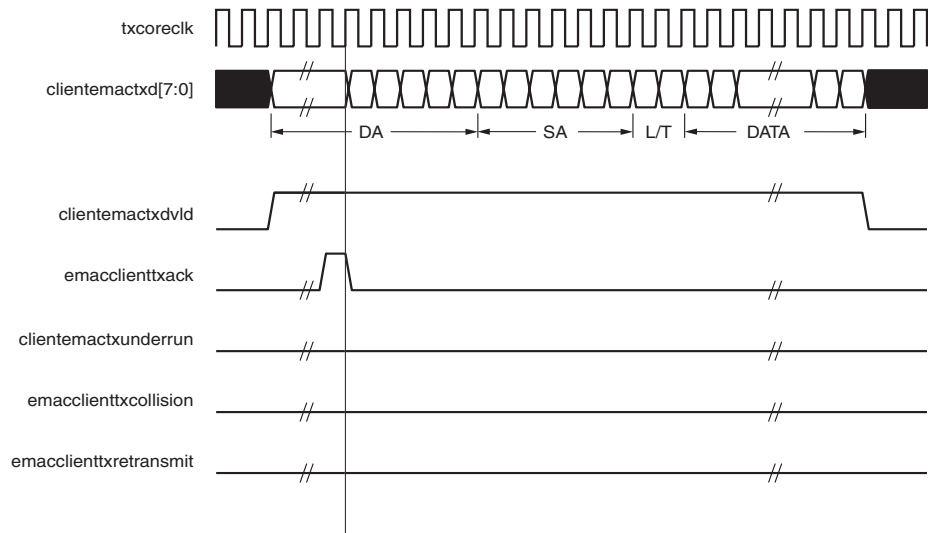 txcoreclk
clientemactxd[7:0]
DA SA L/T DATA
clientemactxdvld
emacclienttxack
clientemactxunderrun
emacclienttxcollision
emacclienttxretransmit